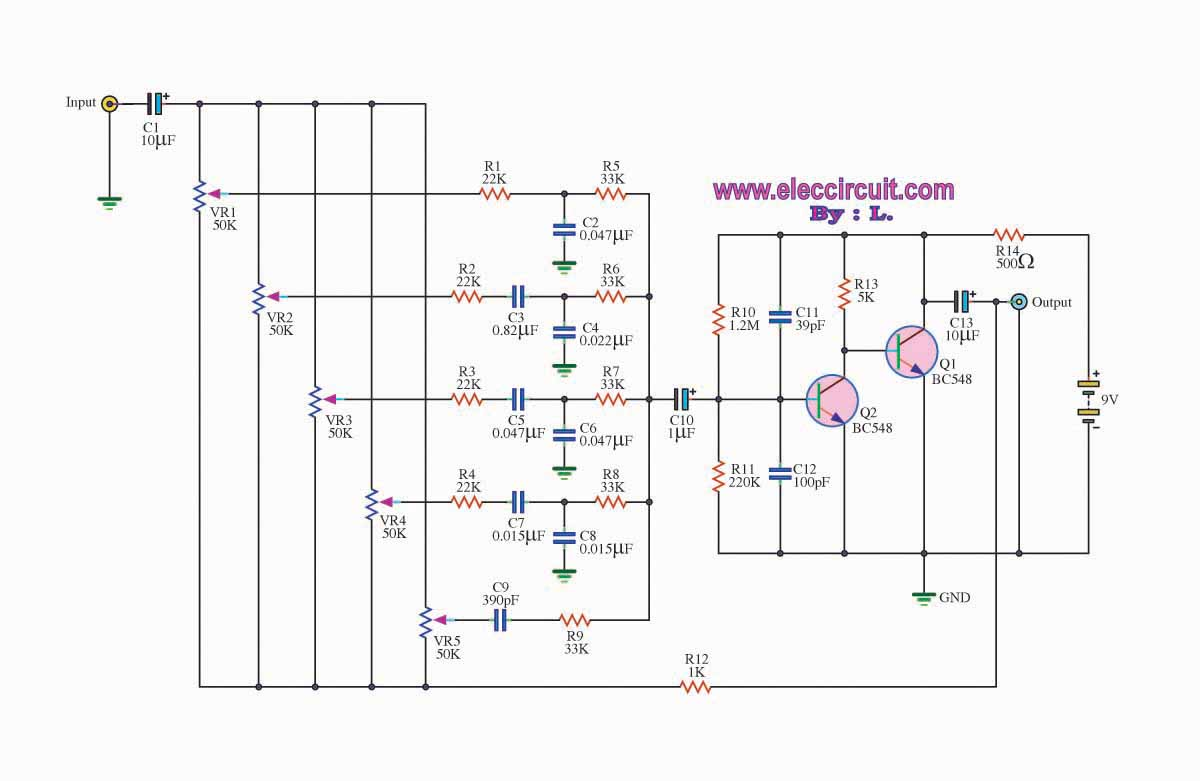 Input
+
C1
10µF
VR1
50K
VR2
50K
VR3
50K
VR4
50K
VR5
50K
R1
22K
R5
33K
C2
0.047µF
R2
22K
C3
0.82µF
R6
33K
C4
0.022µF
R3
22K
C5
0.047µF
R7
33K
C6
0.047µF
R4
22K
C7
0.015µF
R8
33K
C8
0.015µF
C9
390pF
R9
33K
C10
1µF
+
www.eleccircuit.com
By : L.
R10
1.2M
C11
39pF
R13
5K
R14
500Ω
+
C13
10µF
Output
Q1
BC548
Q2
BC548
R11
220K
C12
100pF
+
9V
−
GND
R12
1K